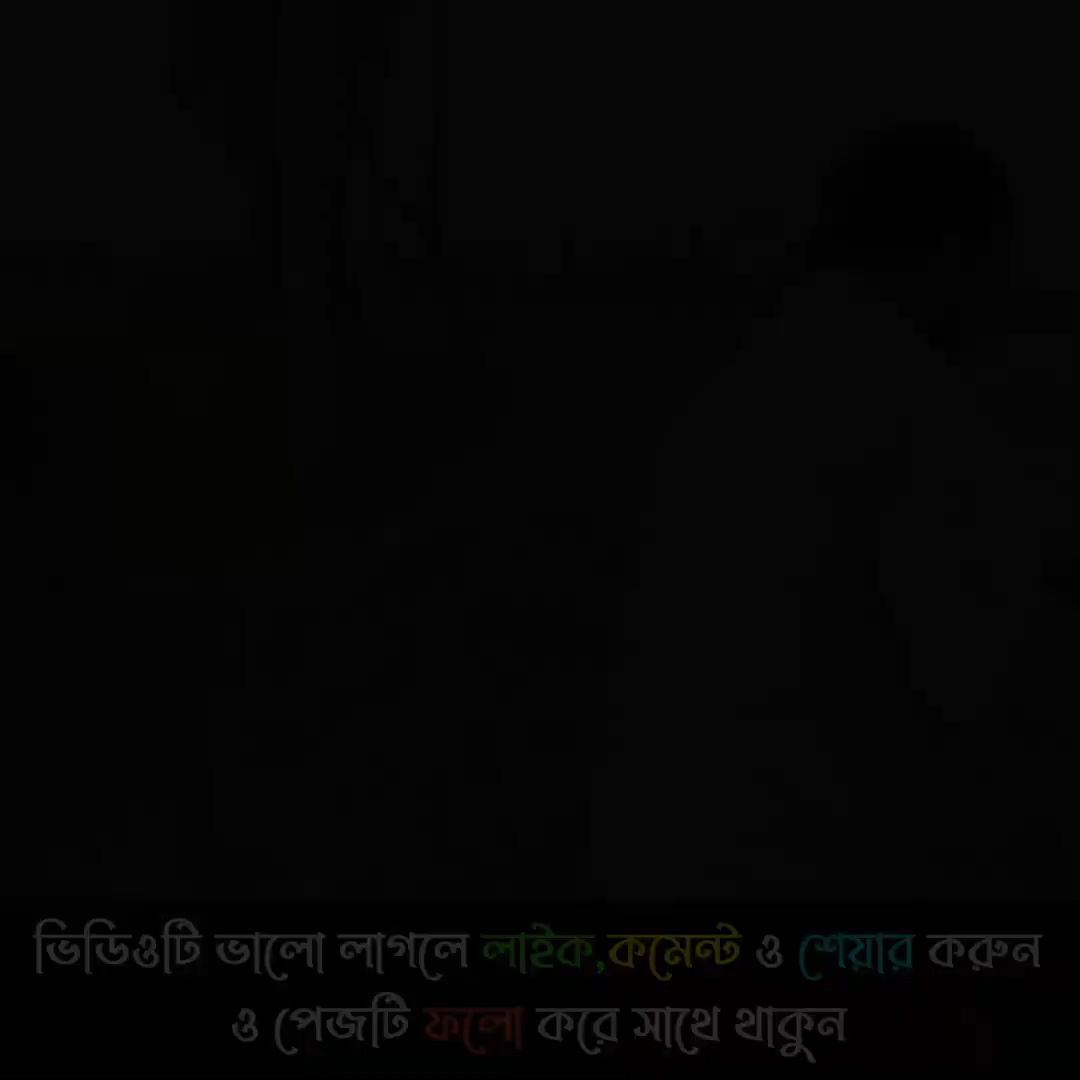 ভিডিওটি ভালো লাগলে লাইক,কমেন্ট ও শেয়ার করুন
ও পেজটি ফলো করে সাথে থাকুন